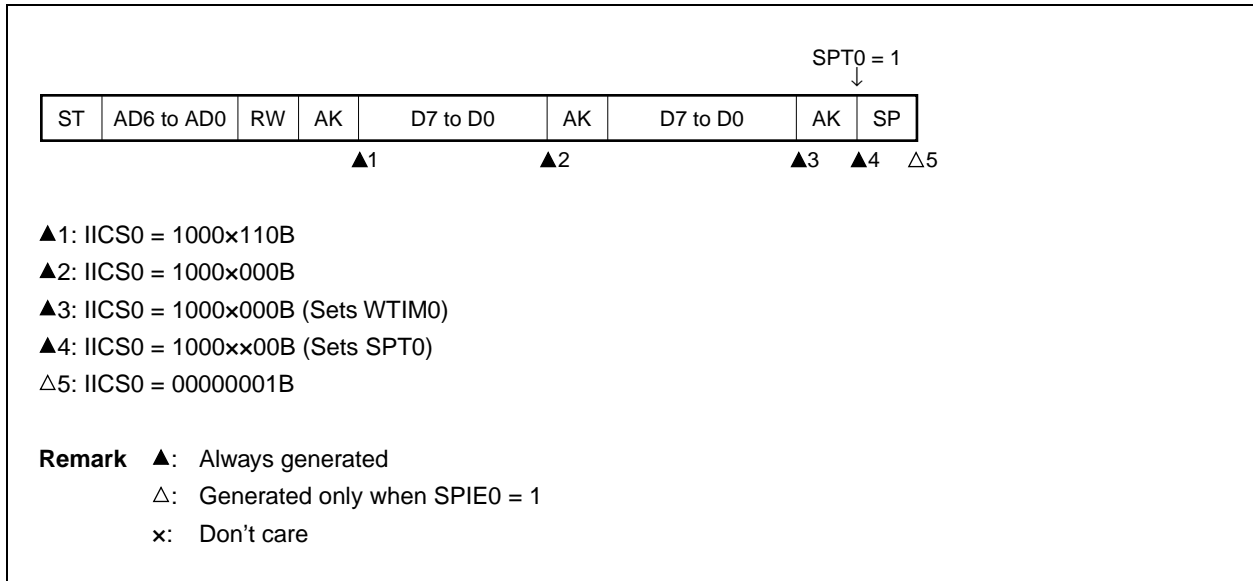 SPT0 = 1
↓
ST AD6 to AD0 RW AK D7 to D0 AK D7 to D0 AK SP
▲1 ▲2 ▲3 ▲4 △5
▲1: IICS0 = 1000×110B
▲2: IICS0 = 1000×000B
▲3: IICS0 = 1000×000B (Sets WTIM0)
▲4: IICS0 = 1000××00B (Sets SPT0)
△5: IICS0 = 00000001B
Remark ▲: Always generated
△: Generated only when SPIE0 = 1
×: Don't care